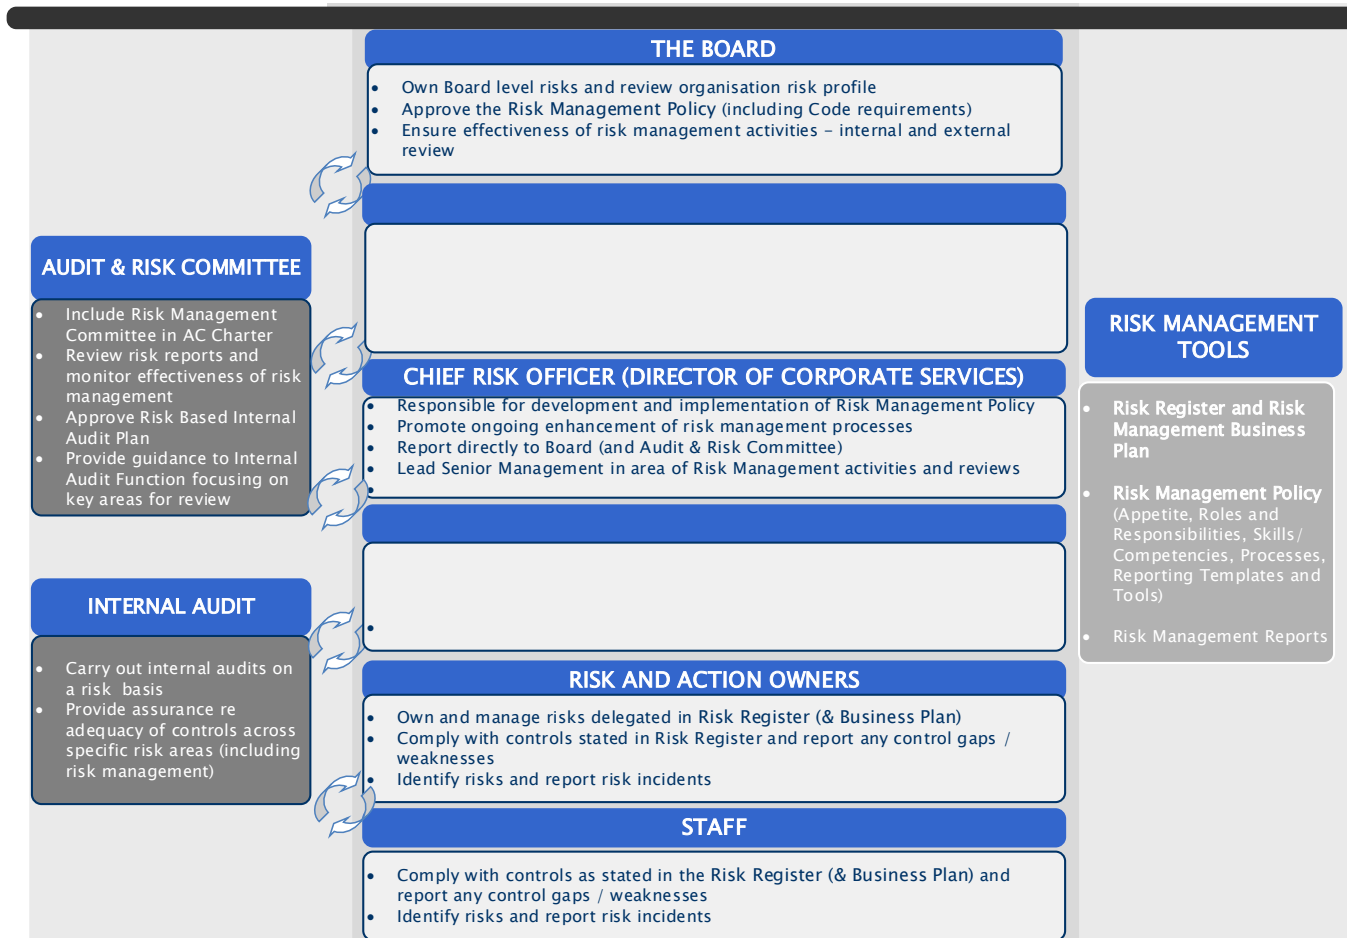 THE BOARD
• Own Board level risks and review organisation risk profile
• Approve the Risk Management Policy (including Code requirements)
• Ensure effectiveness of risk management activities – internal and external
review
AUDIT & RISK COMMITTEE
• Include Risk Management
Committee in AC Charter
• Review risk reports and
monitor effectiveness of risk
management
• Approve Risk Based Internal
Audit Plan
• Provide guidance to Internal
Audit Function focusing on
key areas for review
INTERNAL AUDIT
• Carry out internal audits on
a risk basis
• Provide assurance re
adequacy of controls across
specific risk areas (including
risk management)
CHIEF RISK OFFICER (DIRECTOR OF CORPORATE SERVICES)
• Responsible for development and implementation of Risk Management Policy
• Promote ongoing enhancement of risk management processes
• Report directly to Board (and Audit & Risk Committee)
• Lead Senior Management in area of Risk Management activities and reviews
•
•
RISK AND ACTION OWNERS
• Own and manage risks delegated in Risk Register (& Business Plan)
• Comply with controls stated in Risk Register and report any control gaps /
weaknesses
• Identify risks and report risk incidents
STAFF
• Comply with controls as stated in the Risk Register (& Business Plan) and
report any control gaps / weaknesses
• Identify risks and report risk incidents
RISK MANAGEMENT
TOOLS
• Risk Register and Risk
Management Business
Plan
• Risk Management Policy
(Appetite, Roles and
Responsibilities, Skills/
Competencies, Processes,
Reporting Templates and
Tools)
• Risk Management Reports